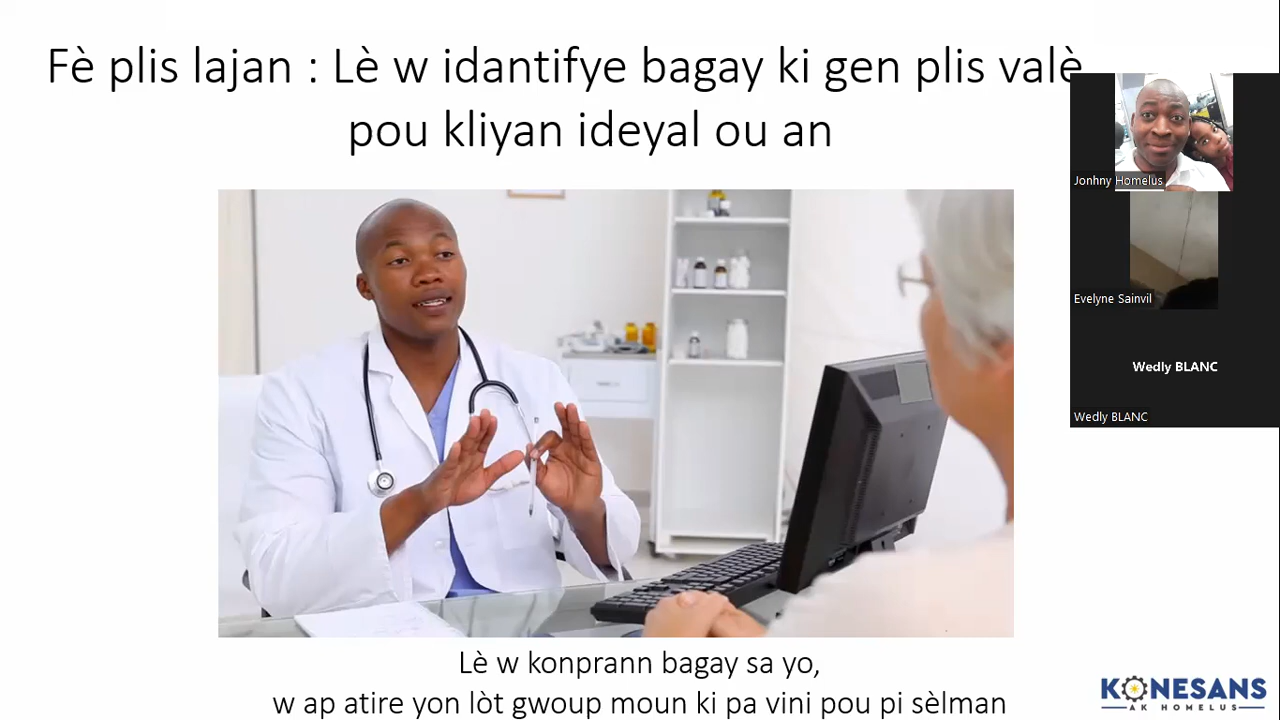 Fè plis lajan : Lè w idantifye bagay ki gen plis valè
pou kliyan ideyal ou an
Jonhny Homelus
Evelyne Sainvil
Wedly BLANC
Wedly BLANC
Lè w konprann bagay sa yo,
w ap atire yon lòt gwoup moun ki pa vini pou pi sèlman
KONESANS
AK HOMELUS